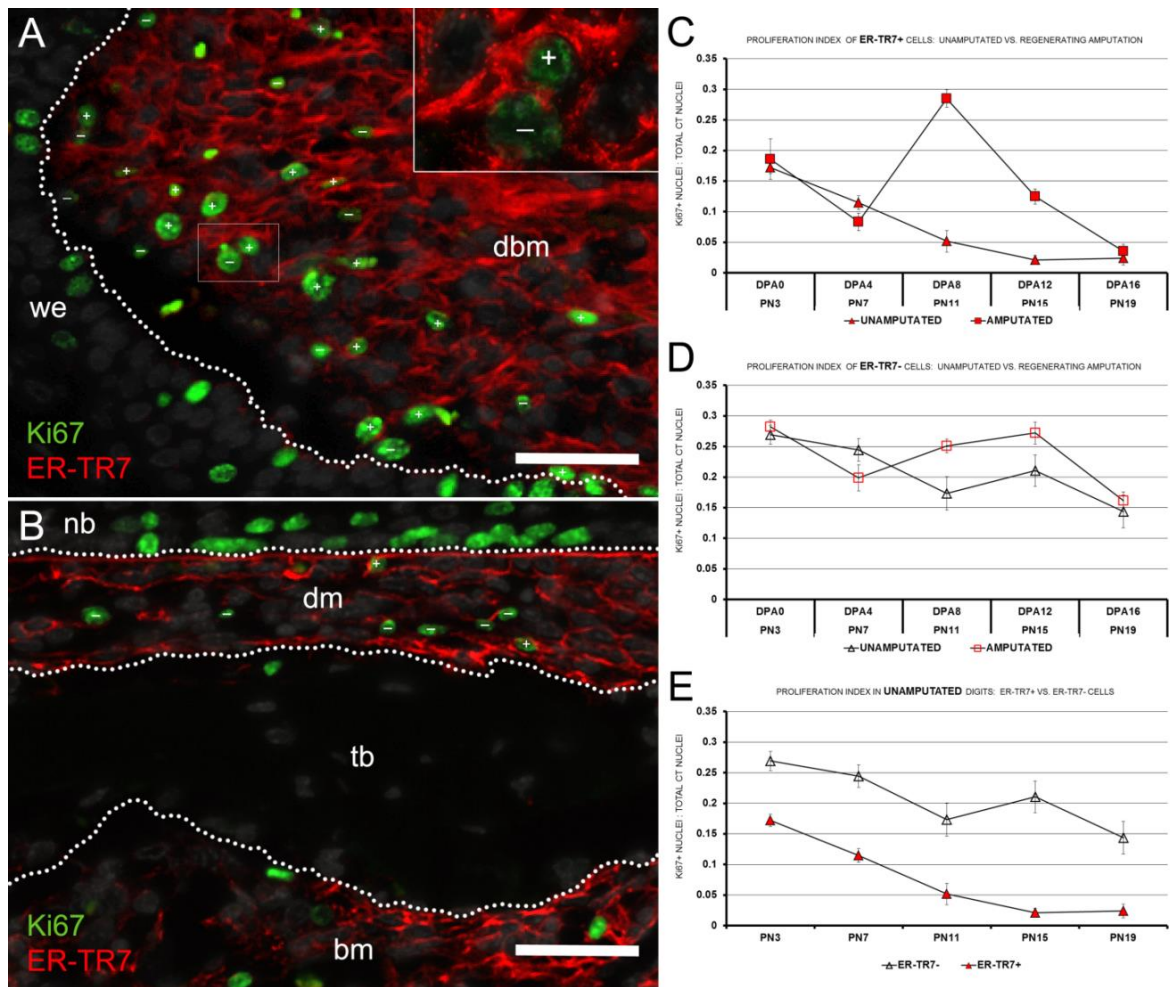 A
we
dbm
+
−
Ki67
ER-TR7
B
nb
dm
tb
bm
Ki67
ER-TR7
C
PROLIFERATION INDEX OF ER-TR7+ CELLS: UNAMPUTATED VS. REGENERATING AMPUTATION
Ki67+ NUCLEI : TOTAL CT NUCLEI
0.35
0.3
0.25
0.2
0.15
0.1
0.05
0
DPA0 DPA4 DPA8 DPA12 DPA16
PN3 PN7 PN11 PN15 PN19
UNAMPUTATED AMPUTATED
D
PROLIFERATION INDEX OF ER-TR7- CELLS: UNAMPUTATED VS. REGENERATING AMPUTATION
Ki67+ NUCLEI : TOTAL CT NUCLEI
0.35
0.3
0.25
0.2
0.15
0.1
0.05
0
DPA0 DPA4 DPA8 DPA12 DPA16
PN3 PN7 PN11 PN15 PN19
UNAMPUTATED AMPUTATED
E
PROLIFERATION INDEX IN UNAMPUTATED DIGITS: ER-TR7+ VS. ER-TR7- CELLS
Ki67+ NUCLEI : TOTAL CT NUCLEI
0.35
0.3
0.25
0.2
0.15
0.1
0.05
0
PN3 PN7 PN11 PN15 PN19
ER-TR7- ER-TR7+